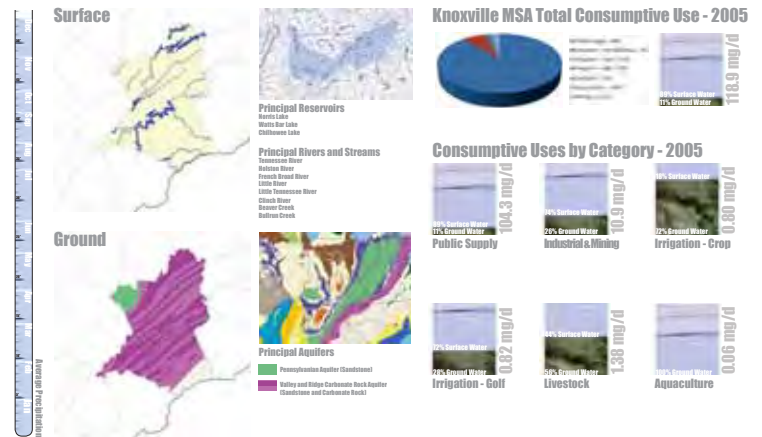 Surface
Principal Reservoirs
Norris Lake
Watts Bar Lake
Chilhowee Lake
Principal Rivers and Streams
Tennessee River
Holston River
French Broad River
Little River
Little Tennessee River
Clinch River
Beaver Creek
Bullrun Creek
Ground
Principal Aquifers
Pennsylvanian Aquifer (Sandstone)
Valley and Ridge Carbonate Rock Aquifer
(Sandstone and Carbonate Rock)
Average Precipitation
Knoxville MSA Total Consumptive Use - 2005
89% Surface Water
11% Ground Water
118.9 mg/d
Consumptive Uses by Category - 2005
89% Surface Water
11% Ground Water
104.3 mg/d
Public Supply
74% Surface Water
26% Ground Water
10.9 mg/d
Industrial & Mining
Surface Water
72% Ground Water
0.80 mg/d
Irrigation - Crop
72% Surface Water
28% Ground Water
0.82 mg/d
Irrigation - Golf
44% Surface Water
56% Ground Water
1.38 mg/d
Livestock
100% Ground Water
0.06 mg/d
Aquaculture